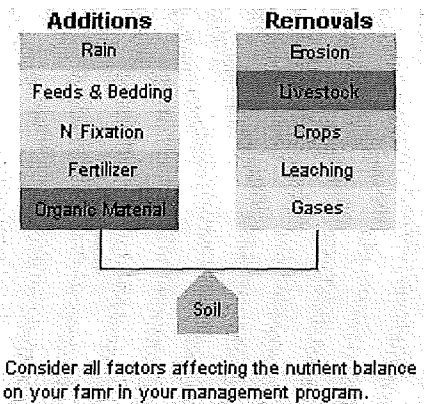 Additions
Rain
Feeds & Bedding
N Fixation
Fertilizer
Organic Material
Removals
Erosion
Livestock
Crops
Leaching
Gases
Soil
Consider all factors affecting the nutrient balance
on your famr in your management program.